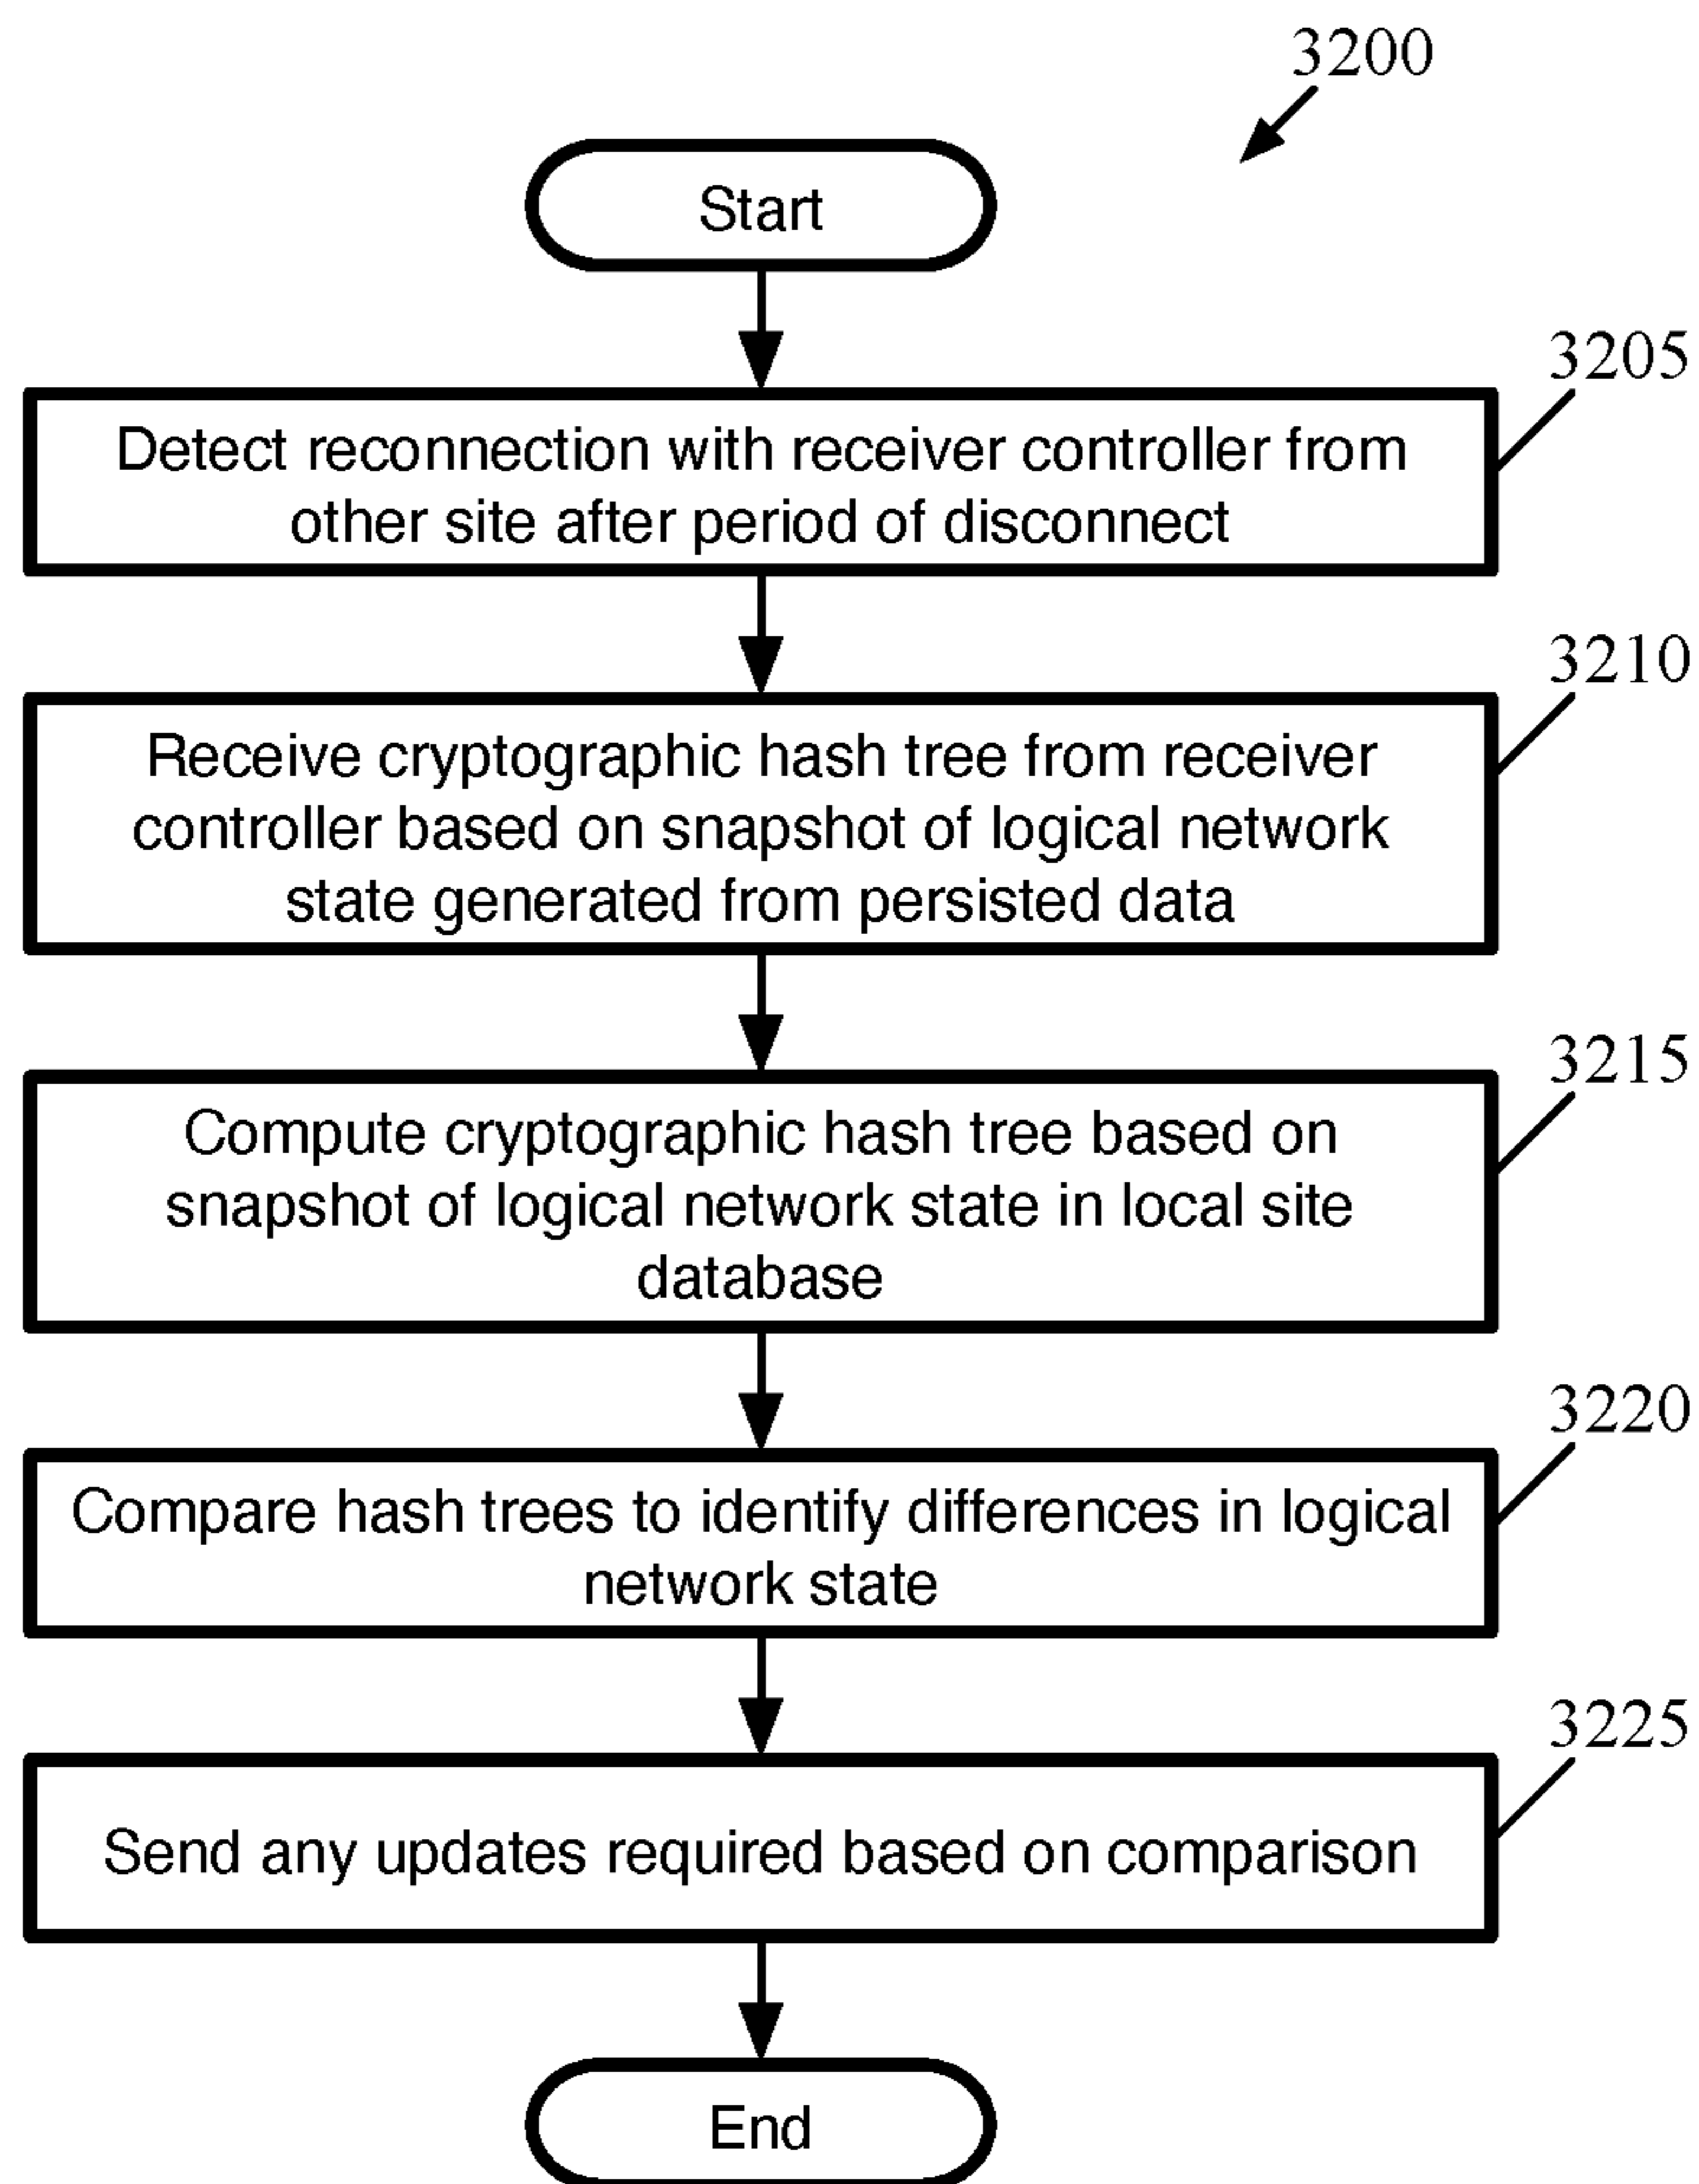 3200
Start
3205
Detect reconnection with receiver controller from
other site after period of disconnect
3210
Receive cryptographic hash tree from receiver
controller based on snapshot of logical network
state generated from persisted data
3215
Compute cryptographic hash tree based on
snapshot of logical network state in local site
database
3220
Compare hash trees to identify differences in logical
network state
3225
Send any updates required based on comparison
End